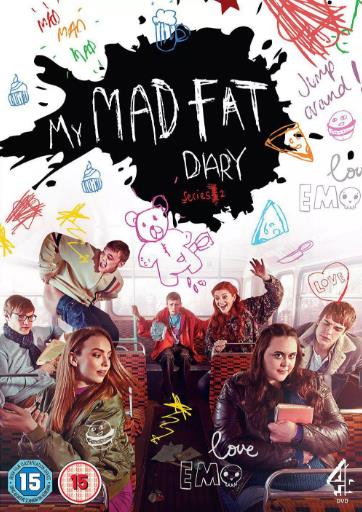 MAD
MAD
MAD
MY MAD FAT
DIARY
series 2
Jump
around!
love
EMO
LOVE
love
EMO
15
15
4
DVD